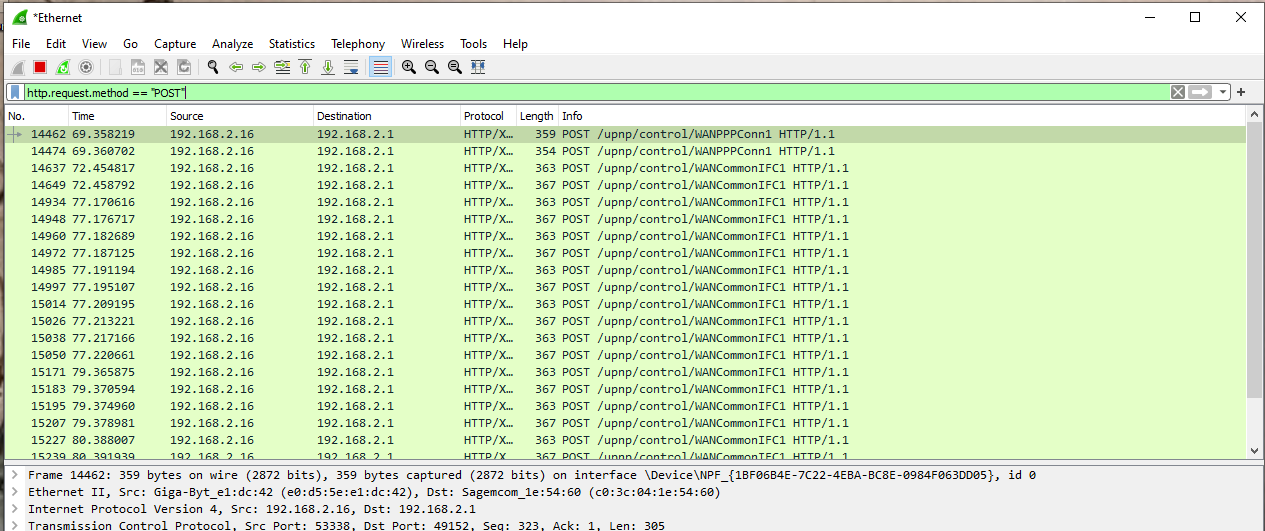 *Ethernet
File Edit View Go Capture Analyze Statistics Telephony Wireless Tools Help
http.request.method == "POST"
No. Time Source Destination Protocol Length Info
14462 69.358219 192.168.2.16 192.168.2.1 HTTP/X… 359 POST /upnp/control/WANPPPConn1 HTTP/1.1
14474 69.360702 192.168.2.16 192.168.2.1 HTTP/X… 354 POST /upnp/control/WANPPPConn1 HTTP/1.1
14637 72.454817 192.168.2.16 192.168.2.1 HTTP/X… 363 POST /upnp/control/WANCommonIFC1 HTTP/1.1
14649 72.458792 192.168.2.16 192.168.2.1 HTTP/X… 367 POST /upnp/control/WANCommonIFC1 HTTP/1.1
14934 77.170616 192.168.2.16 192.168.2.1 HTTP/X… 363 POST /upnp/control/WANCommonIFC1 HTTP/1.1
14948 77.176717 192.168.2.16 192.168.2.1 HTTP/X… 367 POST /upnp/control/WANCommonIFC1 HTTP/1.1
14960 77.182689 192.168.2.16 192.168.2.1 HTTP/X… 363 POST /upnp/control/WANCommonIFC1 HTTP/1.1
14972 77.187125 192.168.2.16 192.168.2.1 HTTP/X… 367 POST /upnp/control/WANCommonIFC1 HTTP/1.1
14985 77.191194 192.168.2.16 192.168.2.1 HTTP/X… 363 POST /upnp/control/WANCommonIFC1 HTTP/1.1
14997 77.195107 192.168.2.16 192.168.2.1 HTTP/X… 367 POST /upnp/control/WANCommonIFC1 HTTP/1.1
15014 77.209195 192.168.2.16 192.168.2.1 HTTP/X… 363 POST /upnp/control/WANCommonIFC1 HTTP/1.1
15026 77.213221 192.168.2.16 192.168.2.1 HTTP/X… 367 POST /upnp/control/WANCommonIFC1 HTTP/1.1
15038 77.217166 192.168.2.16 192.168.2.1 HTTP/X… 363 POST /upnp/control/WANCommonIFC1 HTTP/1.1
15050 77.220661 192.168.2.16 192.168.2.1 HTTP/X… 367 POST /upnp/control/WANCommonIFC1 HTTP/1.1
15171 79.365875 192.168.2.16 192.168.2.1 HTTP/X… 363 POST /upnp/control/WANCommonIFC1 HTTP/1.1
15183 79.370594 192.168.2.16 192.168.2.1 HTTP/X… 367 POST /upnp/control/WANCommonIFC1 HTTP/1.1
15195 79.374960 192.168.2.16 192.168.2.1 HTTP/X… 363 POST /upnp/control/WANCommonIFC1 HTTP/1.1
15207 79.378981 192.168.2.16 192.168.2.1 HTTP/X… 367 POST /upnp/control/WANCommonIFC1 HTTP/1.1
15227 80.388007 192.168.2.16 192.168.2.1 HTTP/X… 363 POST /upnp/control/WANCommonIFC1 HTTP/1.1
15239 80.391939 192.168.2.16 192.168.2.1 HTTP/X… 367 POST /upnp/control/WANCommonIFC1 HTTP/1.1
Frame 14462: 359 bytes on wire (2872 bits), 359 bytes captured (2872 bits) on interface \Device\NPF_{1BF06B4E-7C22-4EBA-BC8E-0984F063DD05}, id 0
Ethernet II, Src: Giga-Byt_e1:dc:42 (e0:d5:5e:e1:dc:42), Dst: Sagemcom_1e:54:60 (c0:3c:04:1e:54:60)
Internet Protocol Version 4, Src: 192.168.2.16, Dst: 192.168.2.1
Transmission Control Protocol, Src Port: 53338, Dst Port: 49152, Seq: 323, Ack: 1, Len: 305